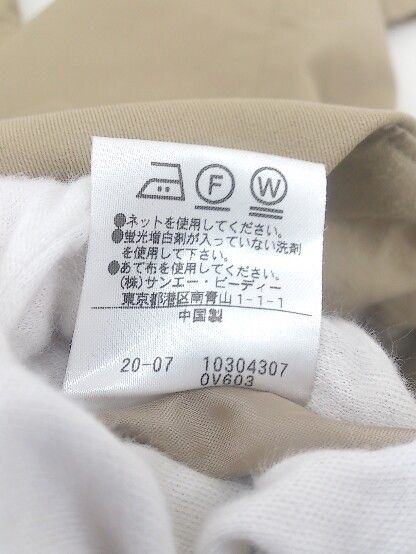 F W
●ネットを使用してください。
●蛍光増白剤が入っていない洗剤
を使用して下さい。
●あて布を使用してください。
(株)サンエー・ビーディー
東京都港区南青山1-1-1
中国製
20-07 10304307
0V603